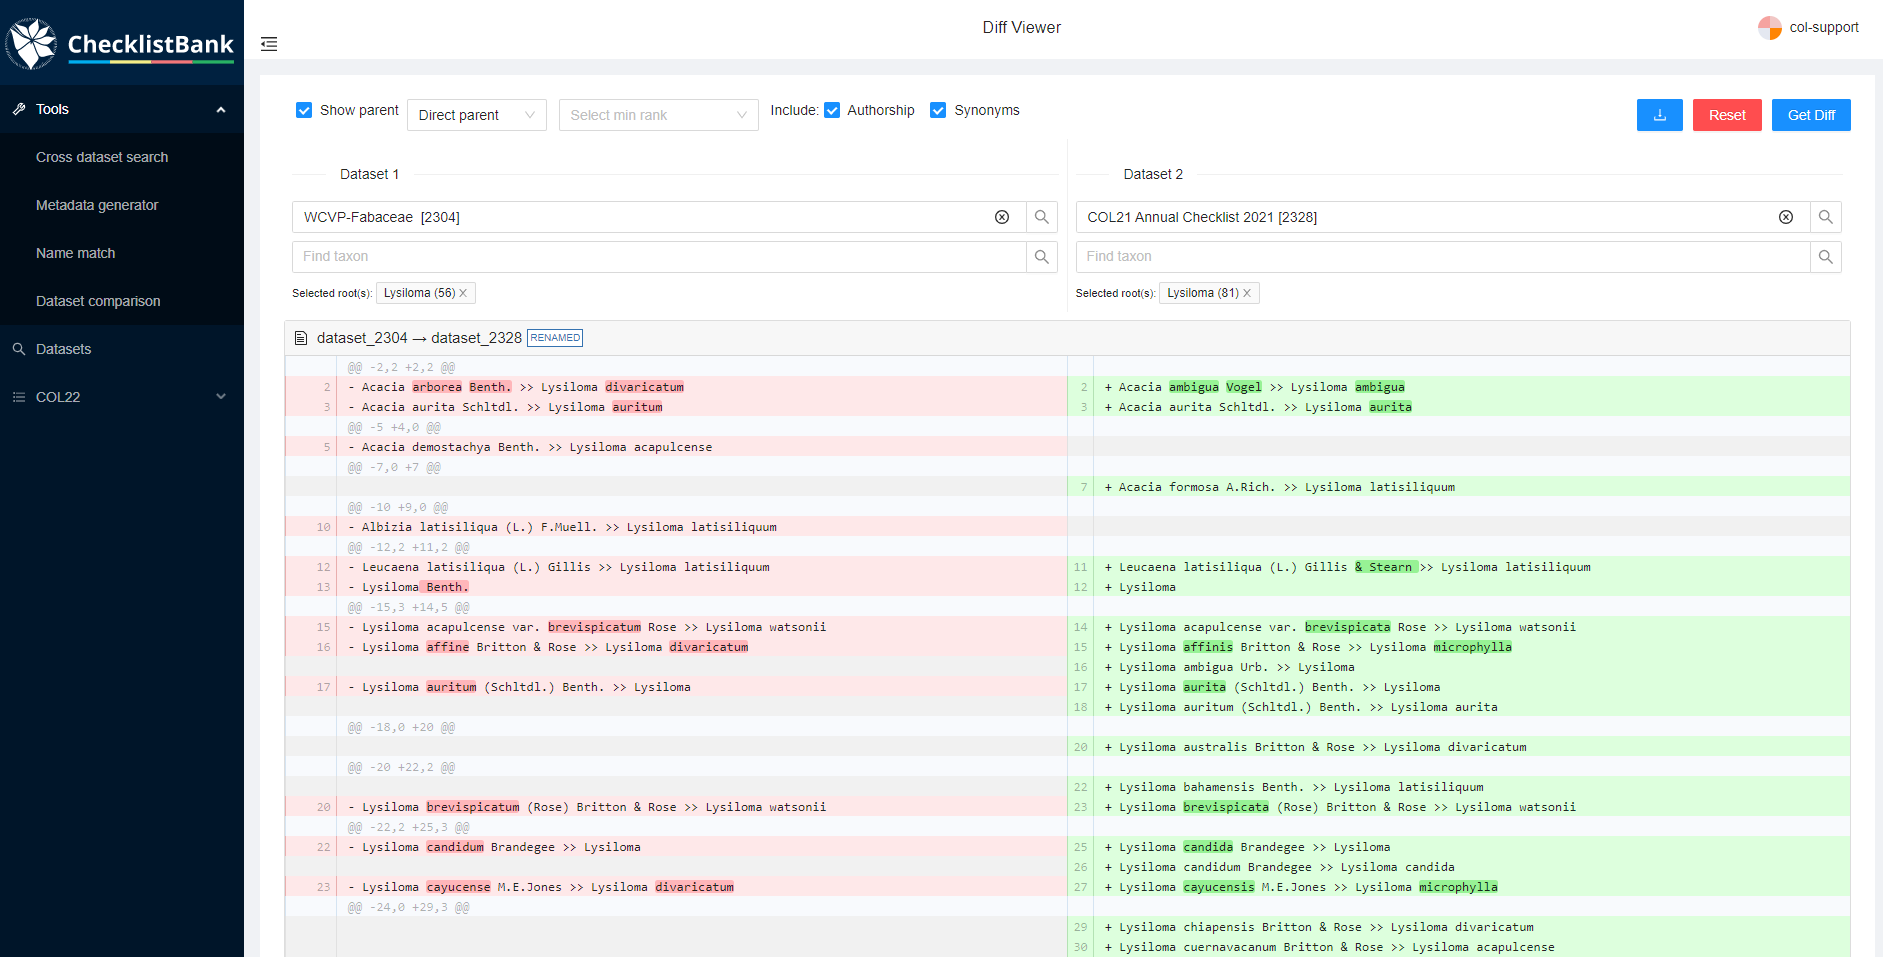 ChecklistBank
Diff Viewer
col-support
Tools
Cross dataset search
Metadata generator
Name match
Dataset comparison
Datasets
COL22
Show parent Direct parent Select min rank Include: Authorship Synonyms Reset Get Diff
Dataset 1
WCVP-Fabaceae [2304]
Find taxon
Selected root(s): Lysiloma (56)
Dataset 2
COL21 Annual Checklist 2021 [2328]
Find taxon
Selected root(s): Lysiloma (81)
dataset_2304 → dataset_2328 RENAMED
@@ -2,2 +2,2 @@
2 - Acacia arborea Benth. >> Lysiloma divaricatum 2 + Acacia ambigua Vogel >> Lysiloma ambigua
3 - Acacia aurita Schltdl. >> Lysiloma auritum 3 + Acacia aurita Schltdl. >> Lysiloma aurita
@@ -5 +4,0 @@
5 - Acacia demostachya Benth. >> Lysiloma acapulcense
@@ -7,0 +7 @@
7 + Acacia formosa A.Rich. >> Lysiloma latisiliquum
@@ -10 +9,0 @@
10 - Albizia latisiliqua (L.) F.Muell. >> Lysiloma latisiliquum
@@ -12,2 +11,2 @@
12 - Leucaena latisiliqua (L.) Gillis >> Lysiloma latisiliquum 11 + Leucaena latisiliqua (L.) Gillis & Stearn >> Lysiloma latisiliquum
13 - Lysiloma Benth. 12 + Lysiloma
@@ -15,3 +14,5 @@
15 - Lysiloma acapulcense var. brevispicatum Rose >> Lysiloma watsonii 14 + Lysiloma acapulcense var. brevispicata Rose >> Lysiloma watsonii
16 - Lysiloma affine Britton & Rose >> Lysiloma divaricatum 15 + Lysiloma affinis Britton & Rose >> Lysiloma microphylla
16 + Lysiloma ambigua Urb. >> Lysiloma
17 - Lysiloma auritum (Schltdl.) Benth. >> Lysiloma 17 + Lysiloma aurita (Schltdl.) Benth. >> Lysiloma
18 + Lysiloma auritum (Schltdl.) Benth. >> Lysiloma aurita
@@ -18,0 +20 @@
20 + Lysiloma australis Britton & Rose >> Lysiloma divaricatum
@@ -20 +22,2 @@
22 + Lysiloma bahamensis Benth. >> Lysiloma latisiliquum
20 - Lysiloma brevispicatum (Rose) Britton & Rose >> Lysiloma watsonii 23 + Lysiloma brevispicata (Rose) Britton & Rose >> Lysiloma watsonii
@@ -22,2 +25,3 @@
22 - Lysiloma candidum Brandegee >> Lysiloma 25 + Lysiloma candida Brandegee >> Lysiloma
26 + Lysiloma candidum Brandegee >> Lysiloma candida
23 - Lysiloma cayucense M.E.Jones >> Lysiloma divaricatum 27 + Lysiloma cayucensis M.E.Jones >> Lysiloma microphylla
@@ -24,0 +29,3 @@
29 + Lysiloma chiapensis Britton & Rose >> Lysiloma divaricatum
30 + Lysiloma cuernavacanum Britton & Rose >> Lysiloma acapulcense